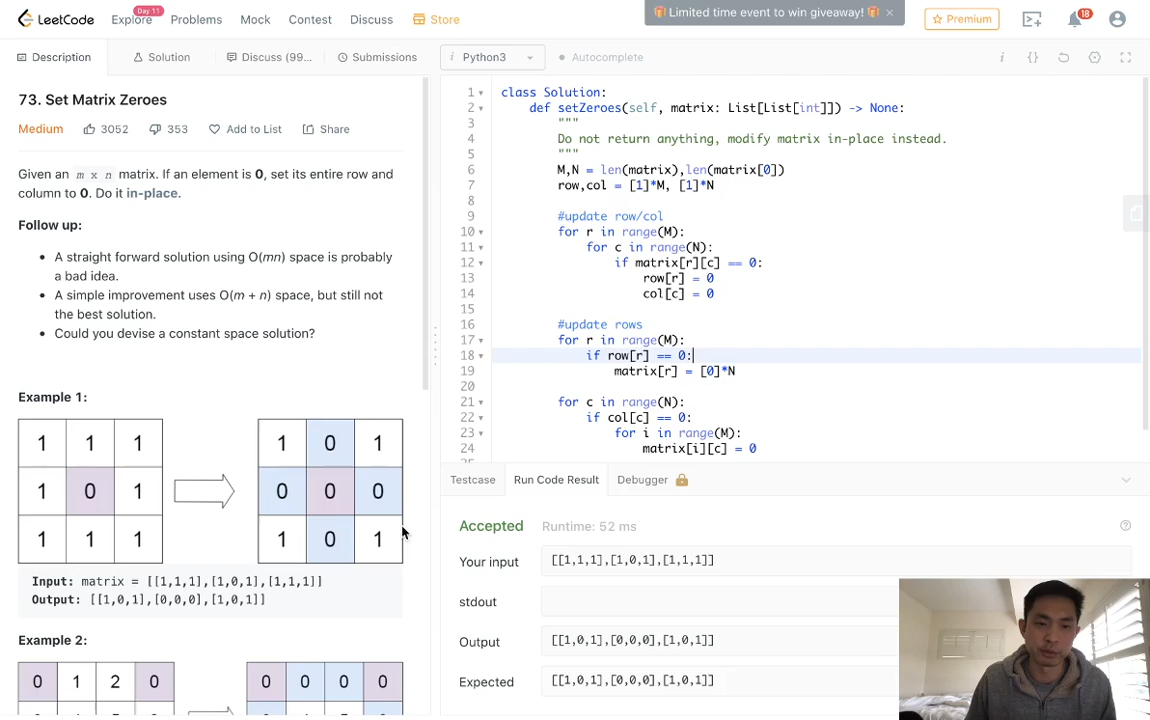 LeetCode
Day 11
Explore Problems Mock Contest Discuss Store
Limited time event to win giveaway! ×
Premium
18
Description Solution Discuss (99... Submissions
i Python3 Autocomplete
i {}
73. Set Matrix Zeroes
Medium 3052 353 Add to List Share
Given an m x n matrix. If an element is 0, set its entire row and
column to 0. Do it in-place.
Follow up:
• A straight forward solution using O(mn) space is probably
a bad idea.
• A simple improvement uses O(m + n) space, but still not
the best solution.
• Could you devise a constant space solution?
Example 1:
1 1 1 1 0 1
1 0 1 0 0 0
1 1 1 1 0 1
Input: matrix = [[1,1,1],[1,0,1],[1,1,1]]
Output: [[1,0,1],[0,0,0],[1,0,1]]
Example 2:
0 1 2 0 0 0 0 0
1 class Solution:
2 def setZeroes(self, matrix: List[List[int]]) -> None:
3 """
4 Do not return anything, modify matrix in-place instead.
5 """
6 M,N = len(matrix),len(matrix[0])
7 row,col = [1]*M, [1]*N
8
9 #update row/col
10 for r in range(M):
11 for c in range(N):
12 if matrix[r][c] == 0:
13 row[r] = 0
14 col[c] = 0
15
16 #update rows
17 for r in range(M):
18 if row[r] == 0:
19 matrix[r] = [0]*N
20
21 for c in range(N):
22 if col[c] == 0:
23 for i in range(M):
24 matrix[i][c] = 0
Testcase Run Code Result Debugger
Accepted Runtime: 52 ms
Your input [[1,1,1],[1,0,1],[1,1,1]]
stdout
Output [[1,0,1],[0,0,0],[1,0,1]]
Expected [[1,0,1],[0,0,0],[1,0,1]]